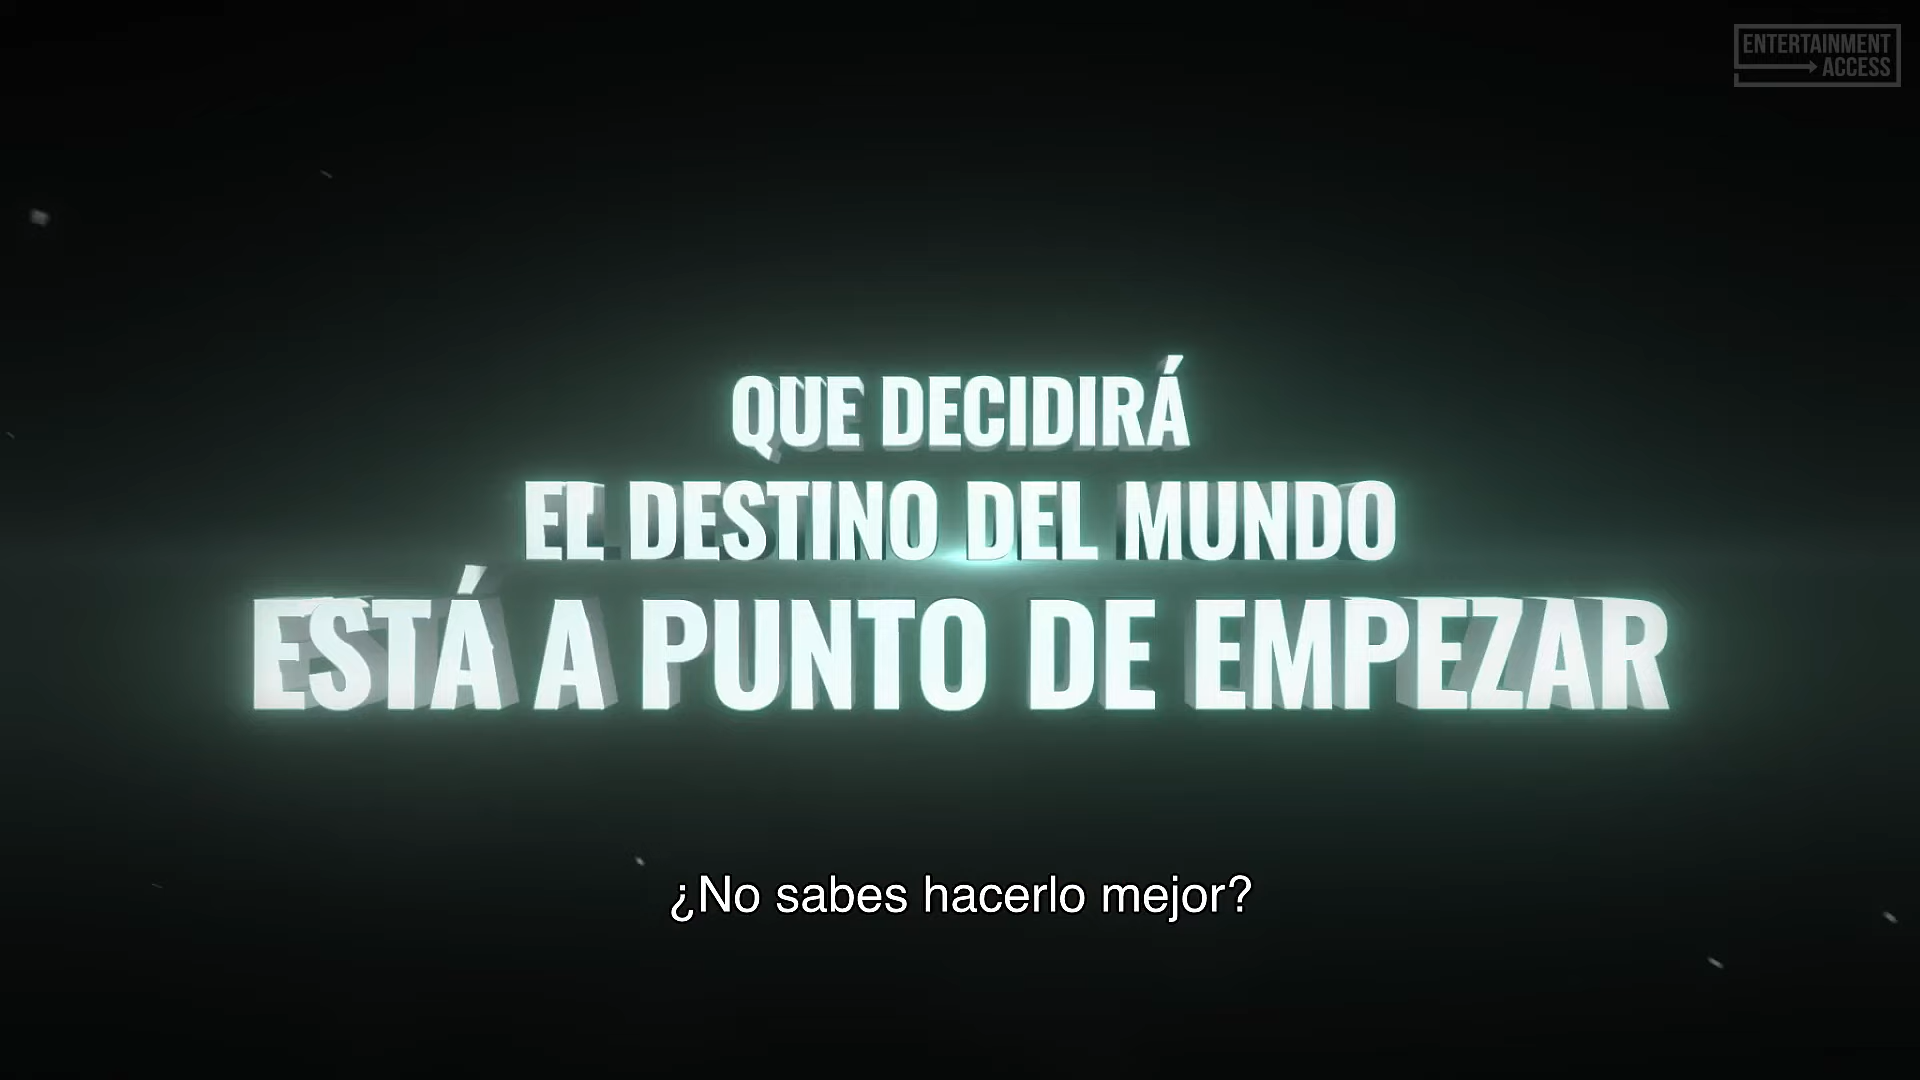 ENTERTAINMENT
ACCESS
QUE DECIDIRÁ
EL DESTINO DEL MUNDO
ESTÁ A PUNTO DE EMPEZAR
¿No sabes hacerlo mejor?